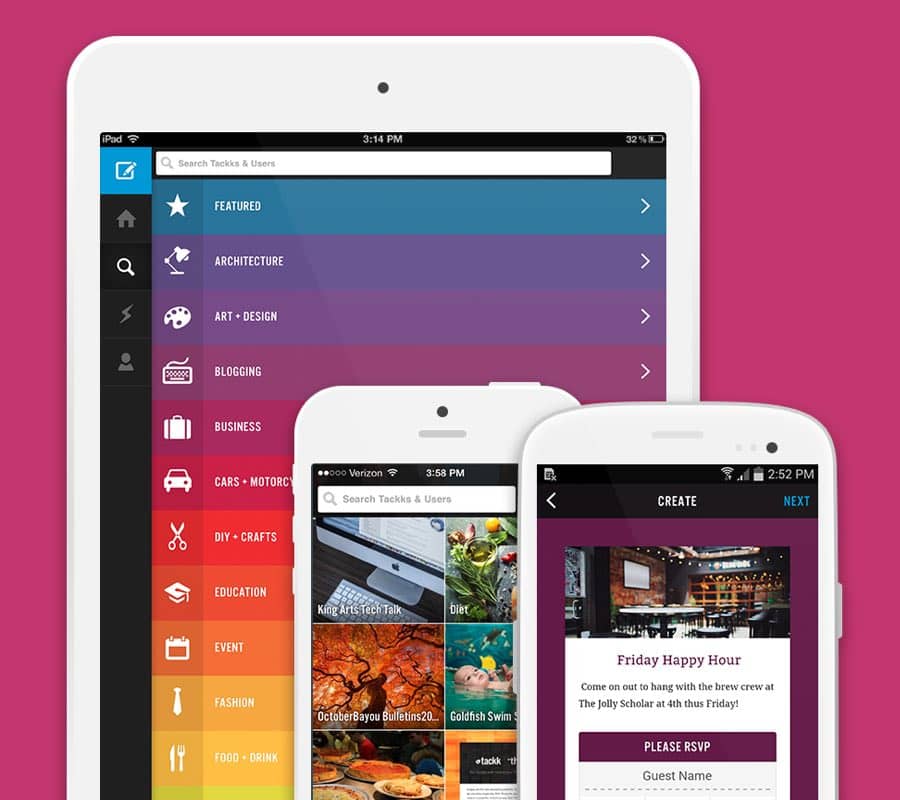 iPad 3:14 PM 32%
Search Tackks & Users
FEATURED
ARCHITECTURE
ART + DESIGN
BLOGGING
BUSINESS
CARS + MOTORCY
DIY + CRAFTS
EDUCATION
EVENT
FASHION
FOOD + DRINK
Verizon 3:58 PM
Search Tackks & Users
King Arts Tech Talk
Diet
OctoberBayou Bulletins20...
Goldfish Swim S
tackk
2:52 PM
CREATE NEXT
Friday Happy Hour
Come on out to hang with the brew crew at
The Jolly Scholar at 4th thus Friday!
PLEASE RSVP
Guest Name